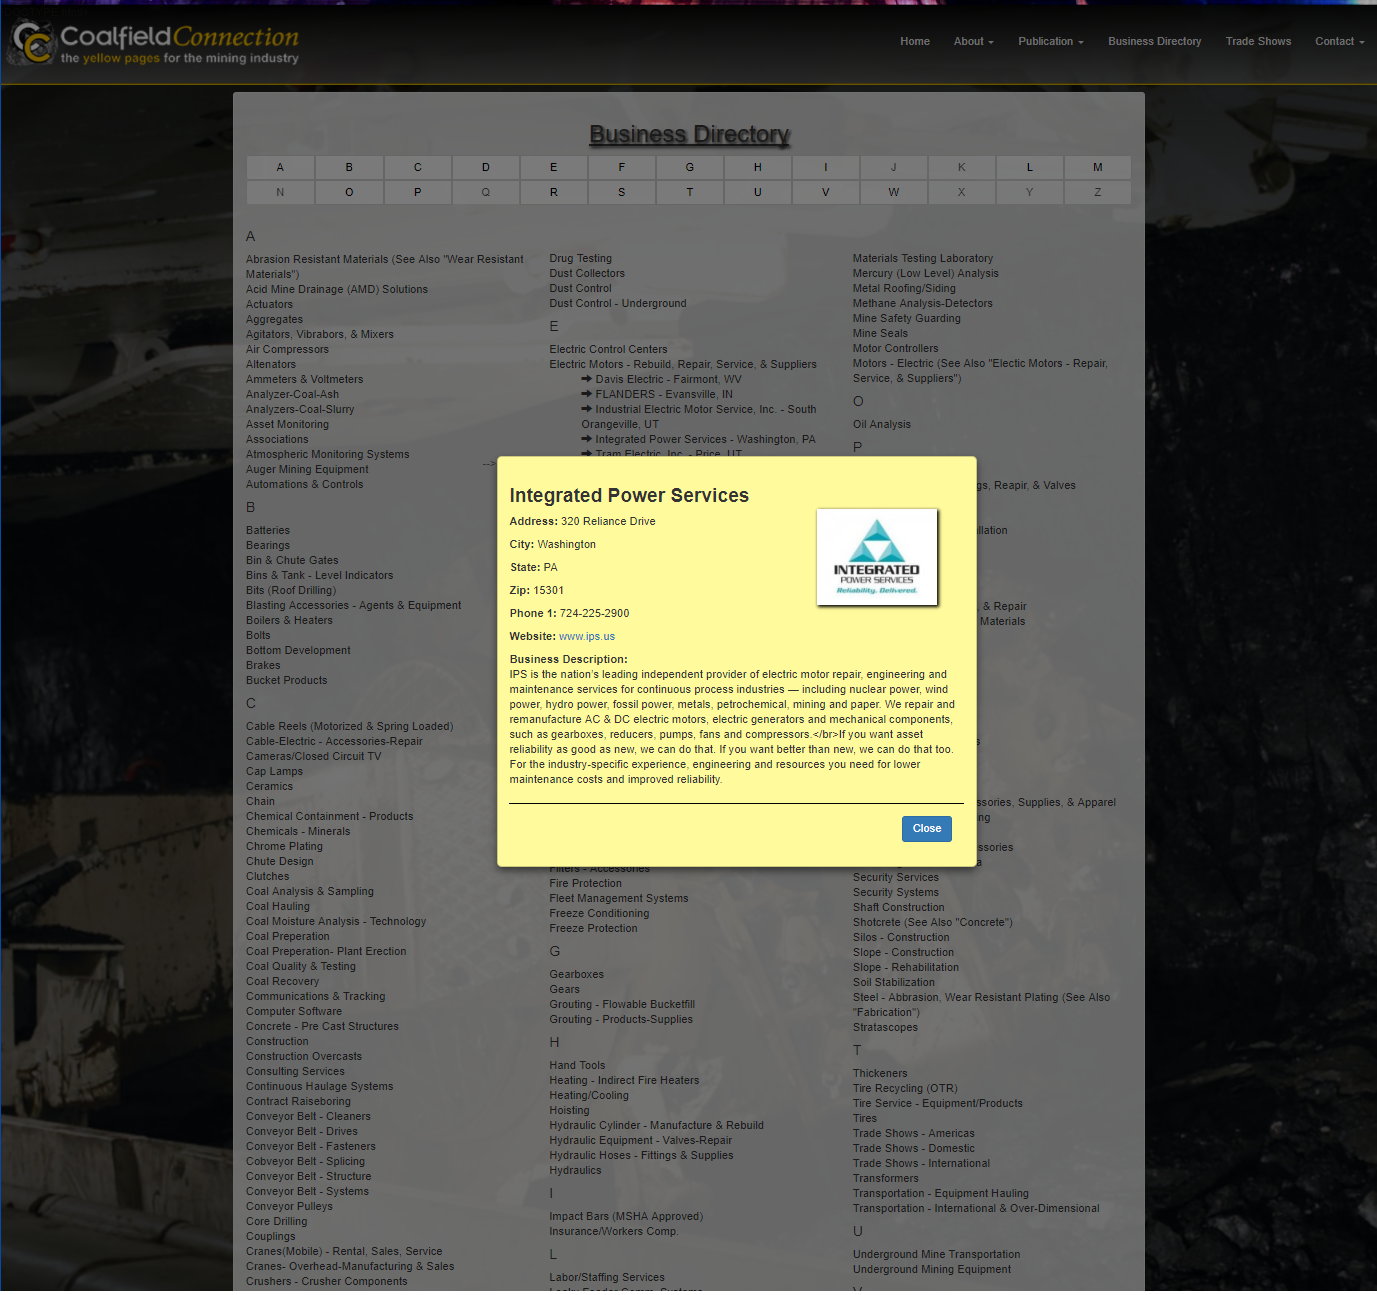 CoalfieldConnection
the yellow pages for the mining industry
Home
About
Publication
Business Directory
Trade Shows
Contact
Business Directory
A B C D E F G H I J K L M
N O P Q R S T U V W X Y Z
A
Abrasion Resistant Materials (See Also "Wear Resistant
Materials")
Acid Mine Drainage (AMD) Solutions
Actuators
Aggregates
Agitators, Vibrabors, & Mixers
Air Compressors
Altenators
Ammeters & Voltmeters
Analyzer-Coal-Ash
Analyzers-Coal-Slurry
Asset Monitoring
Associations
Atmospheric Monitoring Systems
Auger Mining Equipment
Automations & Controls
B
Batteries
Bearings
Bin & Chute Gates
Bins & Tank - Level Indicators
Bits (Roof Drilling)
Blasting Accessories - Agents & Equipment
Boilers & Heaters
Bolts
Bottom Development
Brakes
Bucket Products
C
Cable Reels (Motorized & Spring Loaded)
Cable-Electric - Accessories-Repair
Cameras/Closed Circuit TV
Cap Lamps
Ceramics
Chain
Chemical Containment - Products
Chemicals - Minerals
Chrome Plating
Chute Design
Clutches
Coal Analysis & Sampling
Coal Hauling
Coal Moisture Analysis - Technology
Coal Preperation
Coal Preperation- Plant Erection
Coal Quality & Testing
Coal Recovery
Communications & Tracking
Computer Software
Concrete - Pre Cast Structures
Construction
Construction Overcasts
Consulting Services
Continuous Haulage Systems
Contract Raiseboring
Conveyor Belt - Cleaners
Conveyor Belt - Drives
Conveyor Belt - Fasteners
Cobveyor Belt - Splicing
Conveyor Belt - Structure
Conveyor Belt - Systems
Conveyor Pulleys
Core Drilling
Couplings
Cranes(Mobile) - Rental, Sales, Service
Cranes- Overhead-Manufacturing & Sales
Crushers - Crusher Components
-->
Drug Testing
Dust Collectors
Dust Control
Dust Control - Underground
E
Electric Control Centers
Electric Motors - Rebuild, Repair, Service, & Suppliers
Davis Electric - Fairmont, WV
FLANDERS - Evansville, IN
Industrial Electric Motor Service, Inc. - South
Orangeville, UT
Integrated Power Services - Washington, PA
Tram Electric, Inc. - Price, UT
Integrated Power Services
Address: 320 Reliance Drive
City: Washington
State: PA
Zip: 15301
Phone 1: 724-225-2900
Website: www.ips.us
INTEGRATED
POWER SERVICES
Reliability. Delivered.
Business Description:
IPS is the nation's leading independent provider of electric motor repair, engineering and
maintenance services for continuous process industries — including nuclear power, wind
power, hydro power, fossil power, metals, petrochemical, mining and paper. We repair and
remanufacture AC & DC electric motors, electric generators and mechanical components,
such as gearboxes, reducers, pumps, fans and compressors.</br>If you want asset
reliability as good as new, we can do that. If you want better than new, we can do that too.
For the industry-specific experience, engineering and resources you need for lower
maintenance costs and improved reliability.
Close
Filters - Accessories
Fire Protection
Fleet Management Systems
Freeze Conditioning
Freeze Protection
G
Gearboxes
Gears
Grouting - Flowable Bucketfill
Grouting - Products-Supplies
H
Hand Tools
Heating - Indirect Fire Heaters
Heating/Cooling
Hoisting
Hydraulic Cylinder - Manufacture & Rebuild
Hydraulic Equipment - Valves-Repair
Hydraulic Hoses - Fittings & Supplies
Hydraulics
I
Impact Bars (MSHA Approved)
Insurance/Workers Comp.
L
Labor/Staffing Services
Materials Testing Laboratory
Mercury (Low Level) Analysis
Metal Roofing/Siding
Methane Analysis-Detectors
Mine Safety Guarding
Mine Seals
Motor Controllers
Motors - Electric (See Also "Electic Motors - Repair,
Service, & Suppliers")
O
Oil Analysis
P
gs, Reapir, & Valves
llation
, & Repair
Materials
s
ssories, Supplies, & Apparel
ng
ssories
a
Security Services
Security Systems
Shaft Construction
Shotcrete (See Also "Concrete")
Silos - Construction
Slope - Construction
Slope - Rehabilitation
Soil Stabilization
Steel - Abbrasion, Wear Resistant Plating (See Also
"Fabrication")
Stratascopes
T
Thickeners
Tire Recycling (OTR)
Tire Service - Equipment/Products
Tires
Trade Shows - Americas
Trade Shows - Domestic
Trade Shows - International
Transformers
Transportation - Equipment Hauling
Transportation - International & Over-Dimensional
U
Underground Mine Transportation
Underground Mining Equipment